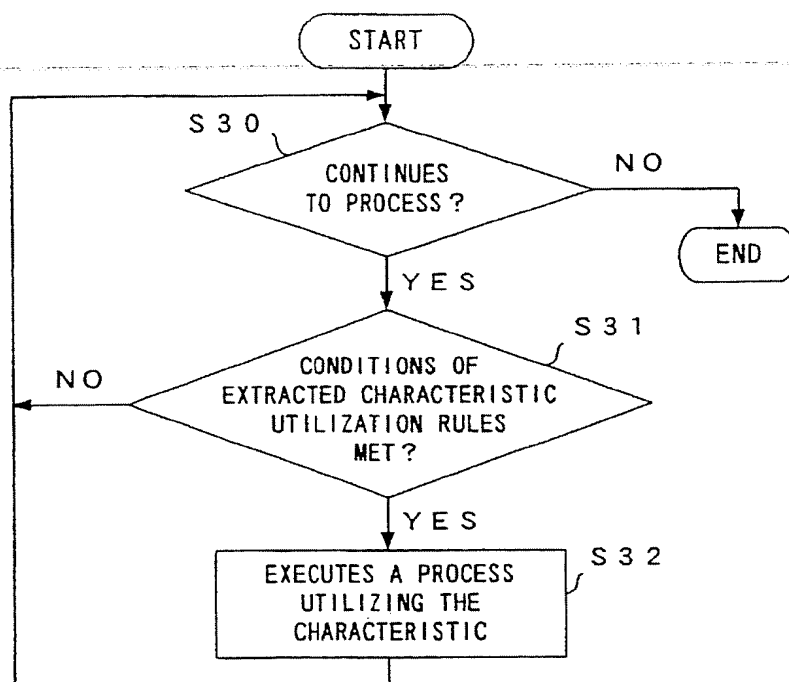 START
S30
CONTINUES
TO PROCESS?
NO
END
YES
S31
CONDITIONS OF
EXTRACTED CHARACTERISTIC
UTILIZATION RULES
MET?
NO
YES
S32
EXECUTES A PROCESS
UTILIZING THE
CHARACTERISTIC